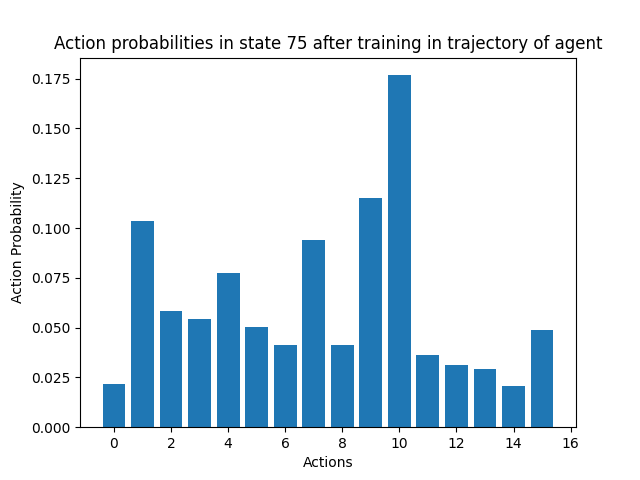 Action probabilities in state 75 after training in trajectory of agent
0.175
0.150
0.125
0.100
0.075
0.050
0.025
0.000
Action Probability
0 2 4 6 8 10 12 14 16
Actions